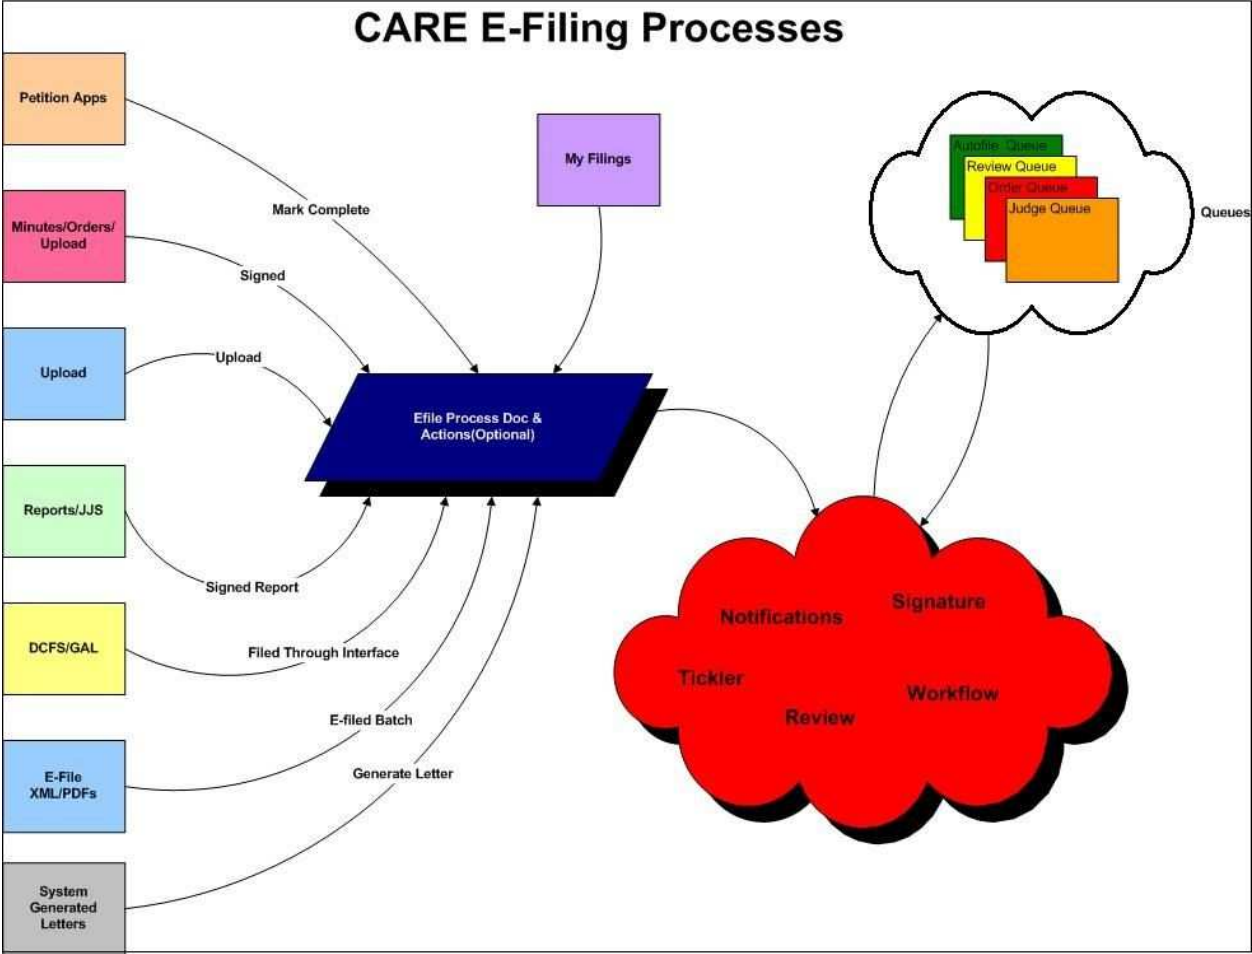 CARE E-Filing Processes
Petition Apps
Mark Complete
My Filings
Autofile Queue
Review Queue
Order Queue
Judge Queue
Queues
Minutes/Orders/
Upload
Signed
Upload
Upload
Efile Process Doc &
Actions(Optional)
Reports/JJS
Signed Report
DCFS/GAL
Filed Through Interface
E-File
XML/PDFs
E-filed Batch
System
Generated
Letters
Generate Letter
Notifications
Signature
Tickler
Workflow
Review